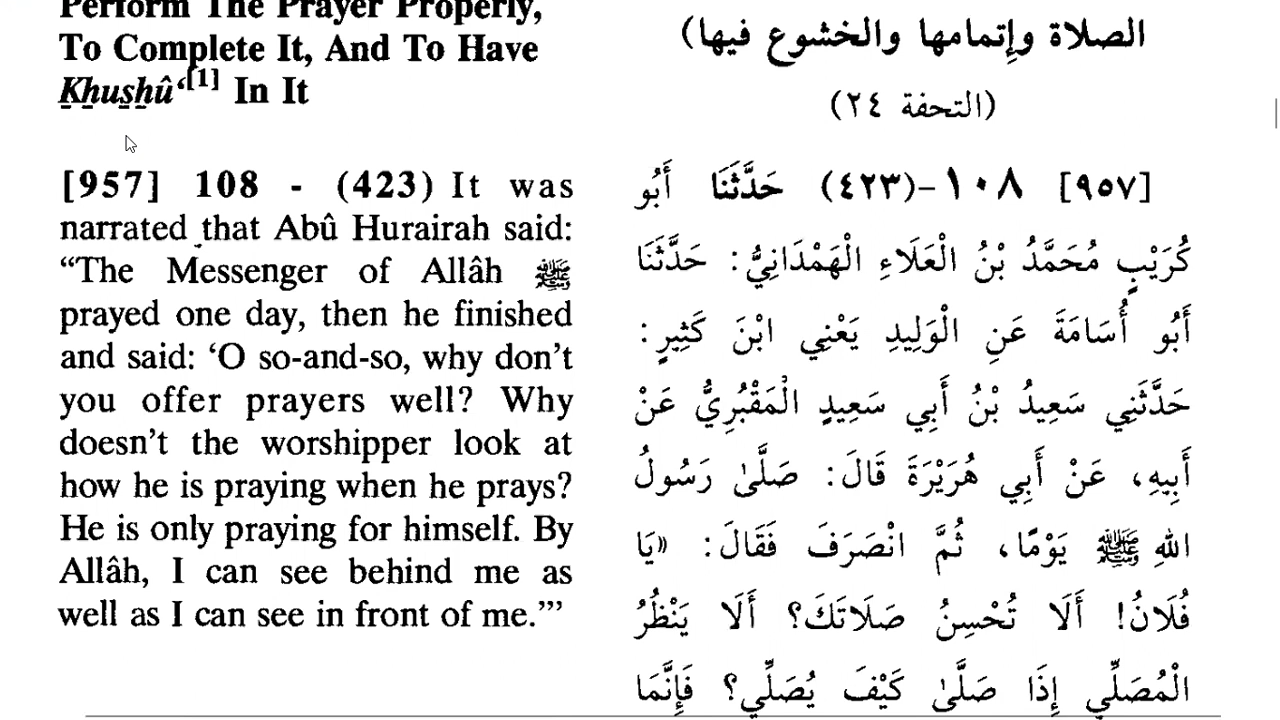 Perform The Prayer Properly,
To Complete It, And To Have
Khushû‘[1] In It
[957] 108 - (423) It was
narrated that Abû Hurairah said:
“The Messenger of Allâh ﷺ
prayed one day, then he finished
and said: ‘O so-and-so, why don’t
you offer prayers well? Why
doesn’t the worshipper look at
how he is praying when he prays?
He is only praying for himself. By
Allâh, I can see behind me as
well as I can see in front of me.’”
الصلاة وإتمامها والخشوع فيها)
(التحفة ٢٤)
[٩٥٧] ١٠٨-(٤٢٣) حَدَّثَنَا أَبُو
كُرَيْبٍ مُحَمَّدُ بْنُ الْعَلَاءِ الْهَمْدَانِيُّ: حَدَّثَنَا
أَبُو أُسَامَةَ عَنِ الْوَلِيدِ يَعْنِي ابْنَ كَثِيرٍ:
حَدَّثَنِي سَعِيدُ بْنُ أَبِي سَعِيدٍ الْمَقْبُرِيُّ عَنْ
أَبِيهِ، عَنْ أَبِي هُرَيْرَةَ قَالَ: صَلَّىٰ رَسُولُ
اللهِ ﷺ يَوْمًا، ثُمَّ انْصَرَفَ فَقَالَ: «يَا
فُلَانُ! أَلَا تُحْسِنُ صَلَاتَكَ؟ أَلَا يَنْظُرُ
الْمُصَلِّي إِذَا صَلَّىٰ كَيْفَ يُصَلِّي؟ فَإِنَّمَا